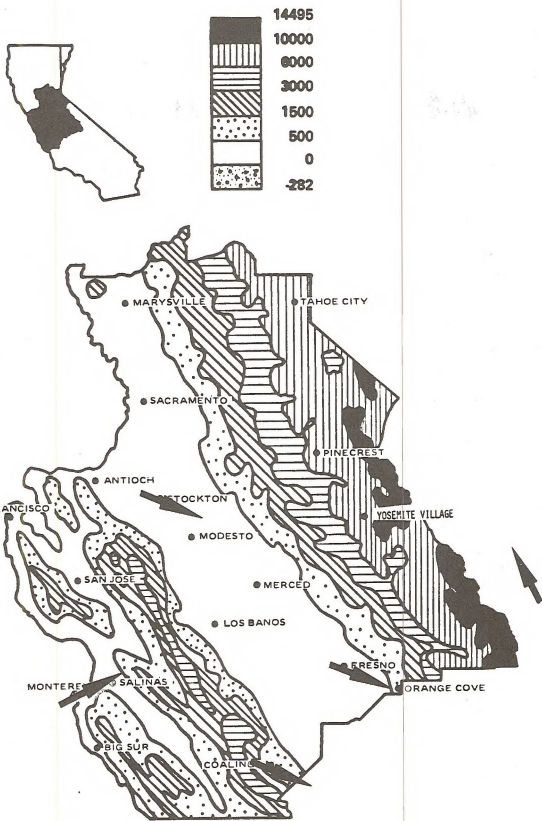 14495
10000
6000
3000
1500
500
0
-282
MARYSVILLE
TAHOE CITY
SACRAMENTO
PINECREST
ANTIOCH
STOCKTON
ANCISCO
YOSEMITE VILLAGE
MODESTO
SAN JOSE
MERCED
LOS BANOS
FRESNO
MONTERE
SALINAS
ORANGE COVE
BIG SUR
COALING